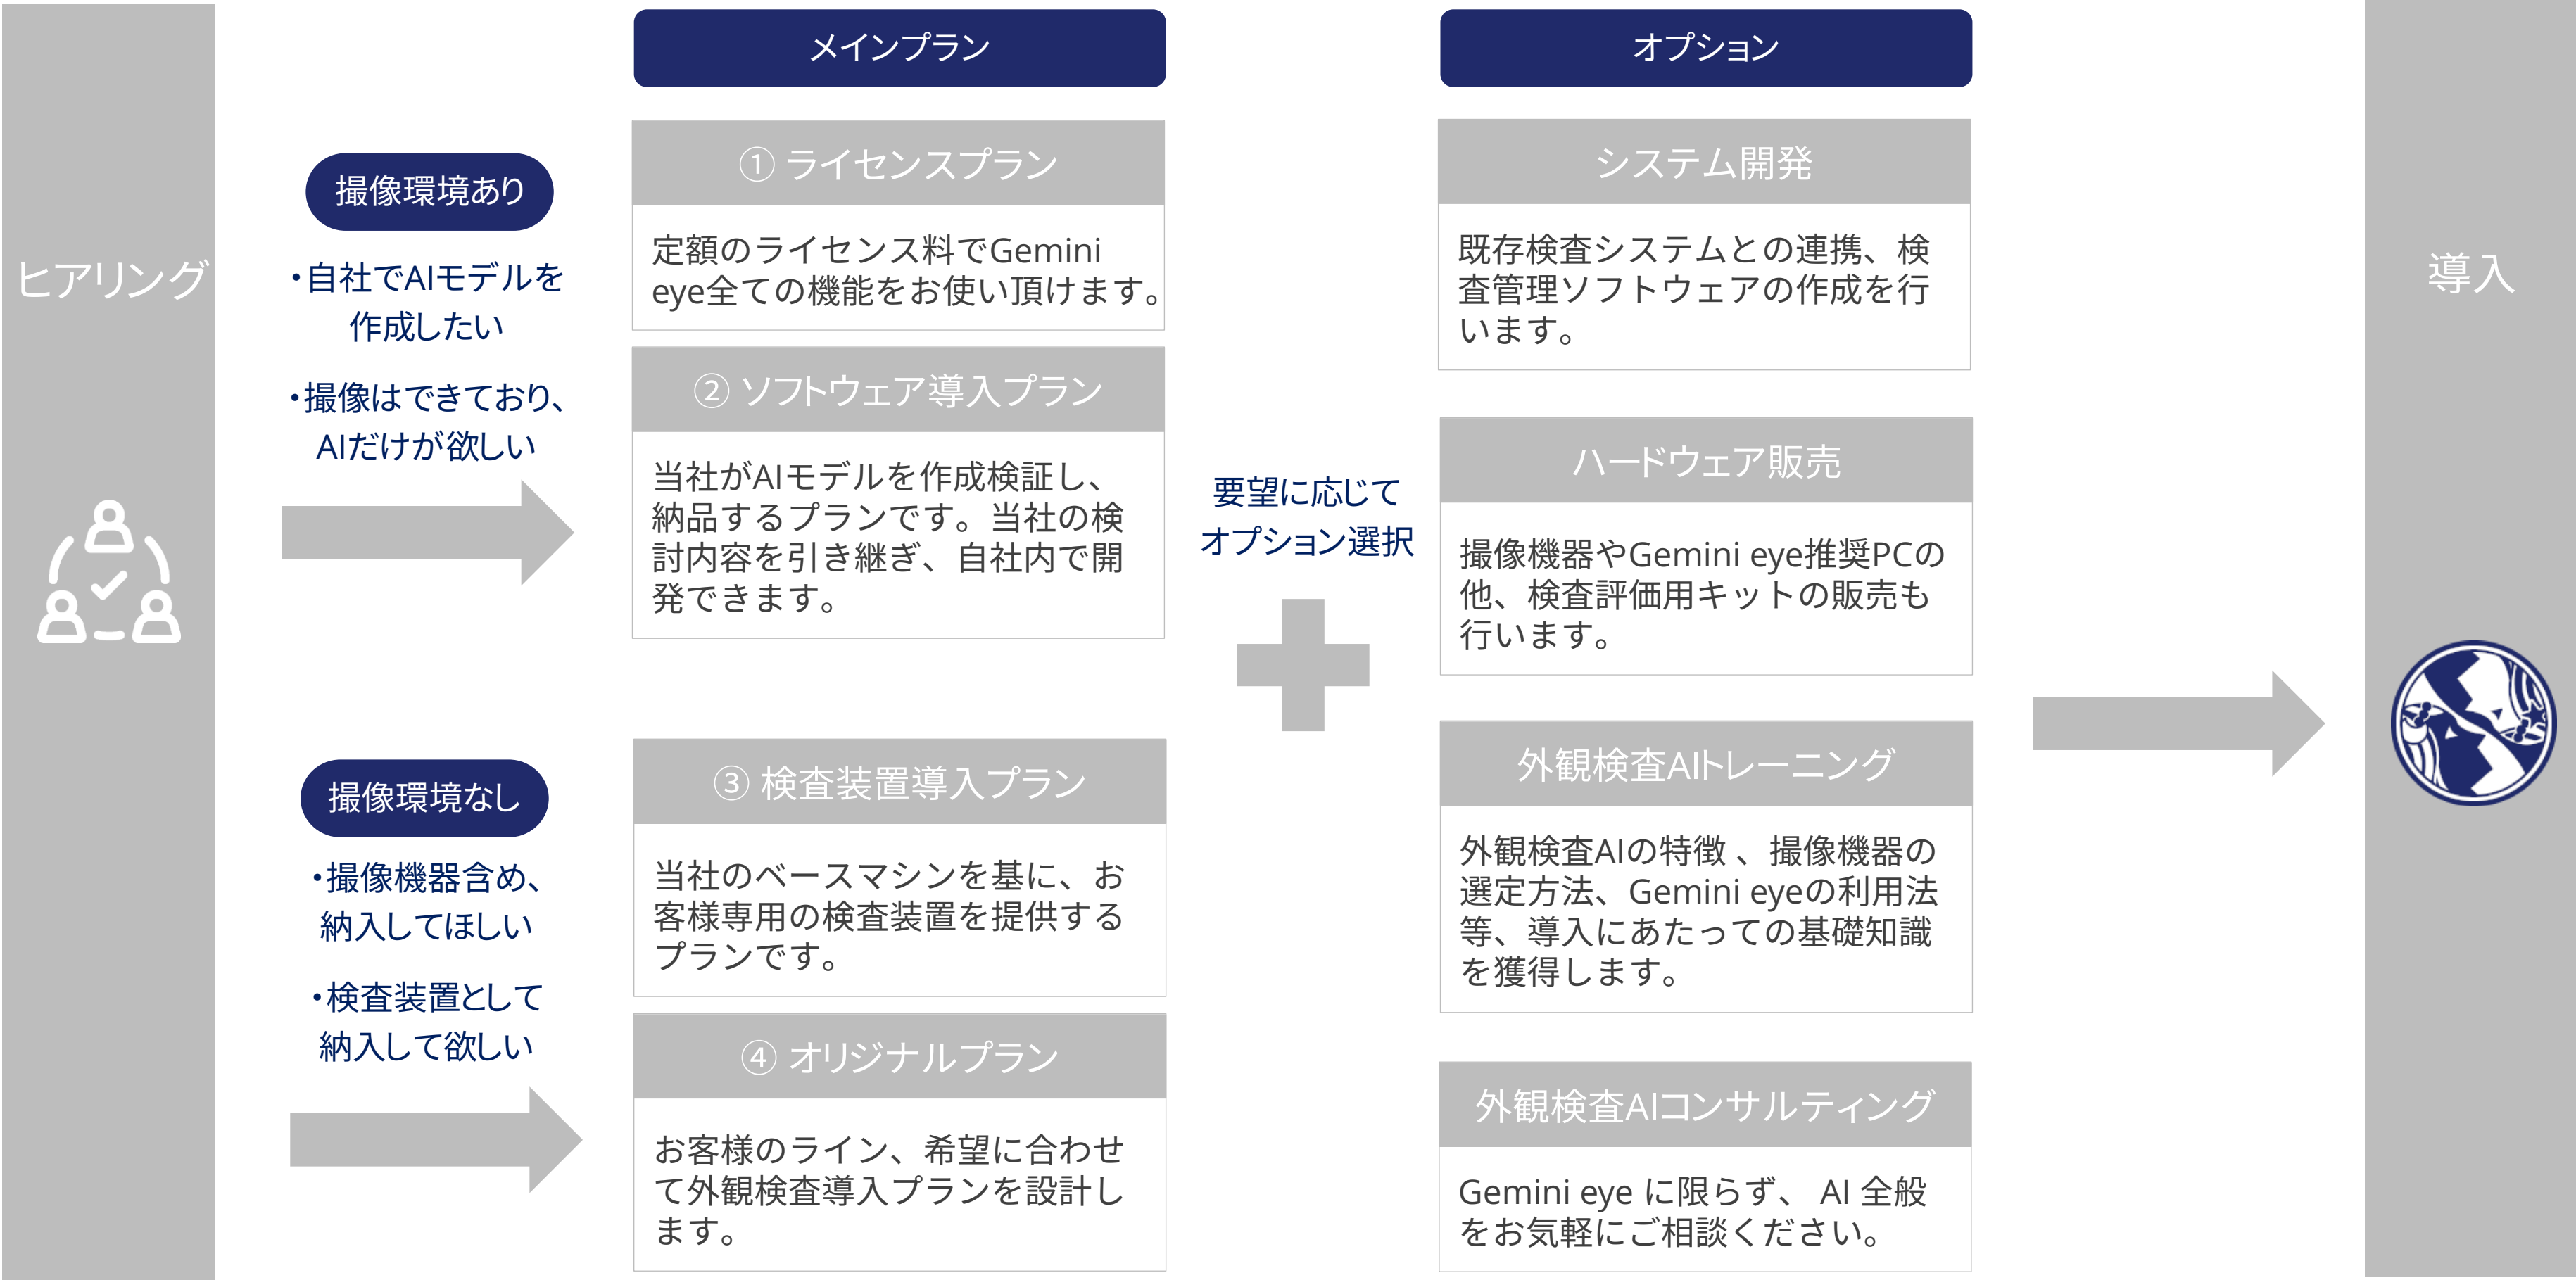 ヒアリング
撮像環境あり
・自社でAIモデルを
作成したい
・撮像はできており、
AIだけが欲しい
撮像環境なし
・撮像機器含め、
納入してほしい
・検査装置として
納入して欲しい
メインプラン
① ライセンスプラン
定額のライセンス料でGemini
eye全ての機能をお使い頂けます。
② ソフトウェア導入プラン
当社がAIモデルを作成検証し、
納品するプランです。当社の検
討内容を引き継ぎ、自社内で開
発できます。
③ 検査装置導入プラン
当社のベースマシンを基に、お
客様専用の検査装置を提供する
プランです。
④ オリジナルプラン
お客様のライン、希望に合わせ
て外観検査導入プランを設計し
ます。
要望に応じて
オプション選択
オプション
システム開発
既存検査システムとの連携、検
査管理ソフトウェアの作成を行
います。
ハードウェア販売
撮像機器やGemini eye推奨PCの
他、検査評価用キットの販売も
行います。
外観検査AIトレーニング
外観検査AIの特徴 、撮像機器の
選定方法、Gemini eyeの利用法
等、導入にあたっての基礎知識
を獲得します。
外観検査AIコンサルティング
Gemini eye に限らず、 AI 全般
をお気軽にご相談ください。
導入